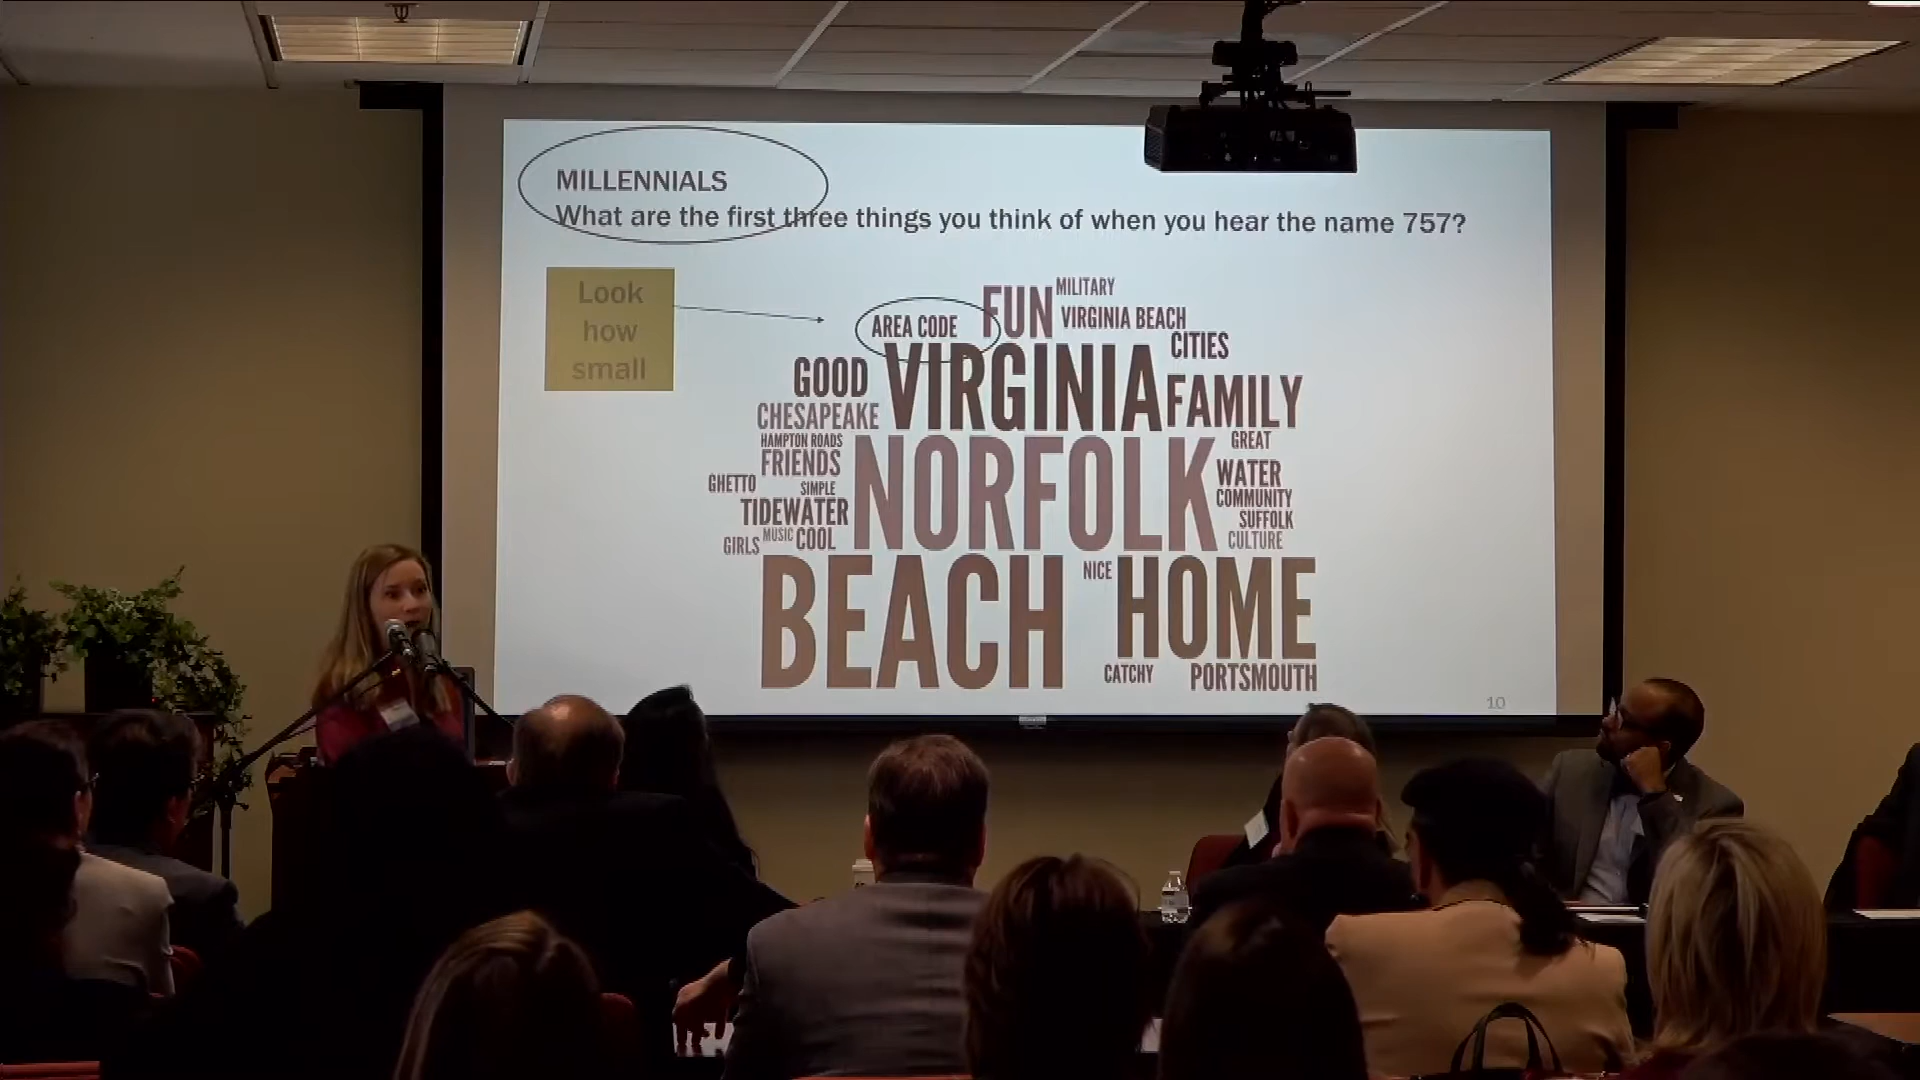 MILLENNIALS
What are the first three things you think of when you hear the name 757?
Look
how
small
FUN
MILITARY
AREA CODE
VIRGINIA BEACH
CITIES
GOOD
VIRGINIA
FAMILY
CHESAPEAKE
HAMPTON ROADS
GREAT
FRIENDS
NORFOLK
WATER
GHETTO
SIMPLE
COMMUNITY
TIDEWATER
SUFFOLK
GIRLS
MUSIC
COOL
CULTURE
BEACH
NICE
HOME
CATCHY
PORTSMOUTH
10